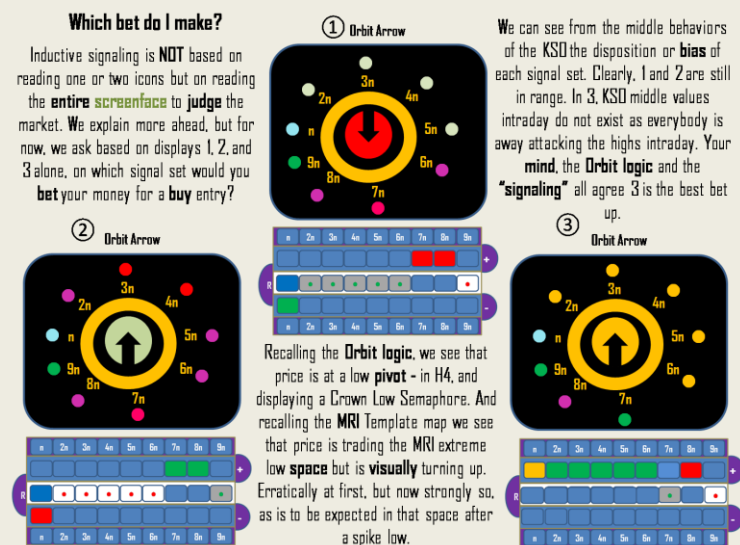 Which bet do I make?
Inductive signaling is NOT based on
reading one or two icons but on reading
the entire screenface to judge the
market. We explain more ahead, but for
now, we ask based on displays 1, 2, and
3 alone, on which signal set would you
bet your money for a buy entry?
1 Orbit Arrow
3n
2n 4n
n 5n
9n 6n
8n
7n
n 2n 3n 4n 5n 6n 7n 8n 9n
+
R
-
n 2n 3n 4n 5n 6n 7n 8n 9n
We can see from the middle behaviors
of the KSO the disposition or bias of
each signal set. Clearly, 1 and 2 are still
in range. In 3, KSO middle values
intraday do not exist as everybody is
away attacking the highs intraday. Your
mind, the Orbit logic and the
"signaling" all agree 3 is the best bet
up.
2
Orbit Arrow
3n
2n 4n
n 5n
9n 6n
8n
7n
n 2n 3n 4n 5n 6n 7n 8n 9n
+
R
-
n 2n 3n 4n 5n 6n 7n 8n 9n
Recalling the Orbit logic, we see that
price is at a low pivot - in H4, and
displaying a Crown Low Semaphore. And
recalling the MRI Template map we see
that price is trading the MRI extreme
low space but is visually turning up.
Erratically at first, but now strongly so,
as is to be expected in that space after
a spike low.
3
Orbit Arrow
3n
2n 4n
n 5n
9n 6n
8n
7n
n 2n 3n 4n 5n 6n 7n 8n 9n
+
R
-
n 2n 3n 4n 5n 6n 7n 8n 9n